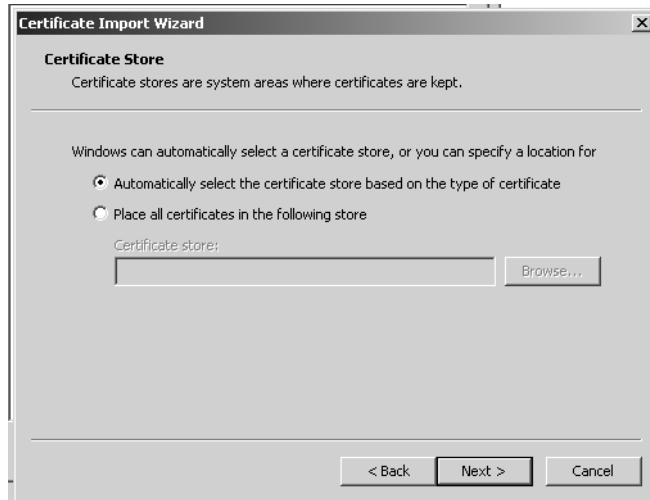 Certificate Import Wizard
Certificate Store
Certificate stores are system areas where certificates are kept.
Windows can automatically select a certificate store, or you can specify a location for
Automatically select the certificate store based on the type of certificate
Place all certificates in the following store
Certificate store:
Browse...
< Back
Next >
Cancel